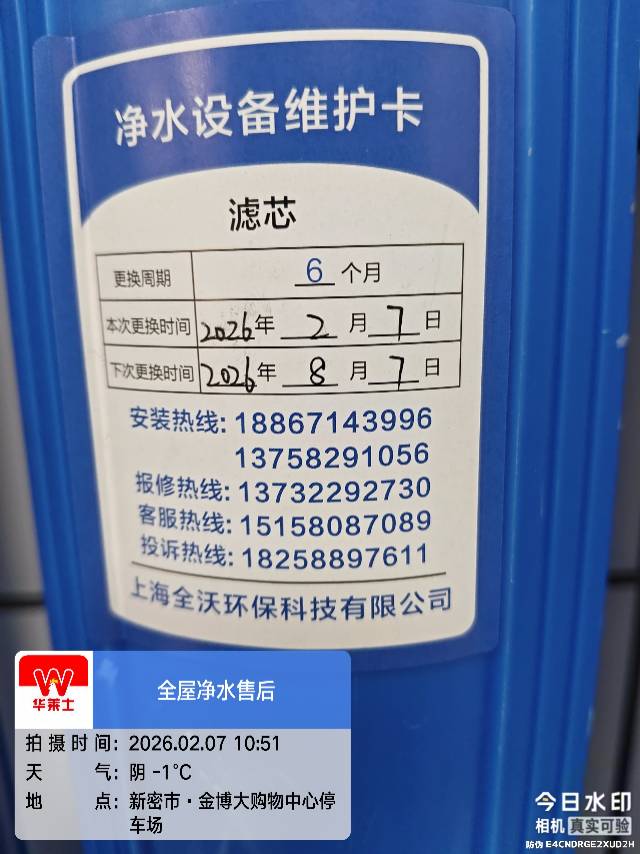 净水设备维护卡
滤芯
更换周期 6 个月
本次更换时间 2026年 2 月 7 日
下次更换时间 2026年 8 月 7 日
安装热线: 18867143996
13758291056
报修热线: 13732292730
客服热线: 15158087089
投诉热线: 18258897611
上海全沃环保科技有限公司
华莱士
全屋净水售后
拍摄时间: 2026.02.07 10:51
天气: 阴 -1℃
地点: 新密市·金博大购物中心停
车场
今日水印
相机 真实可验
防伪 E4CNDRGE2XUD2H